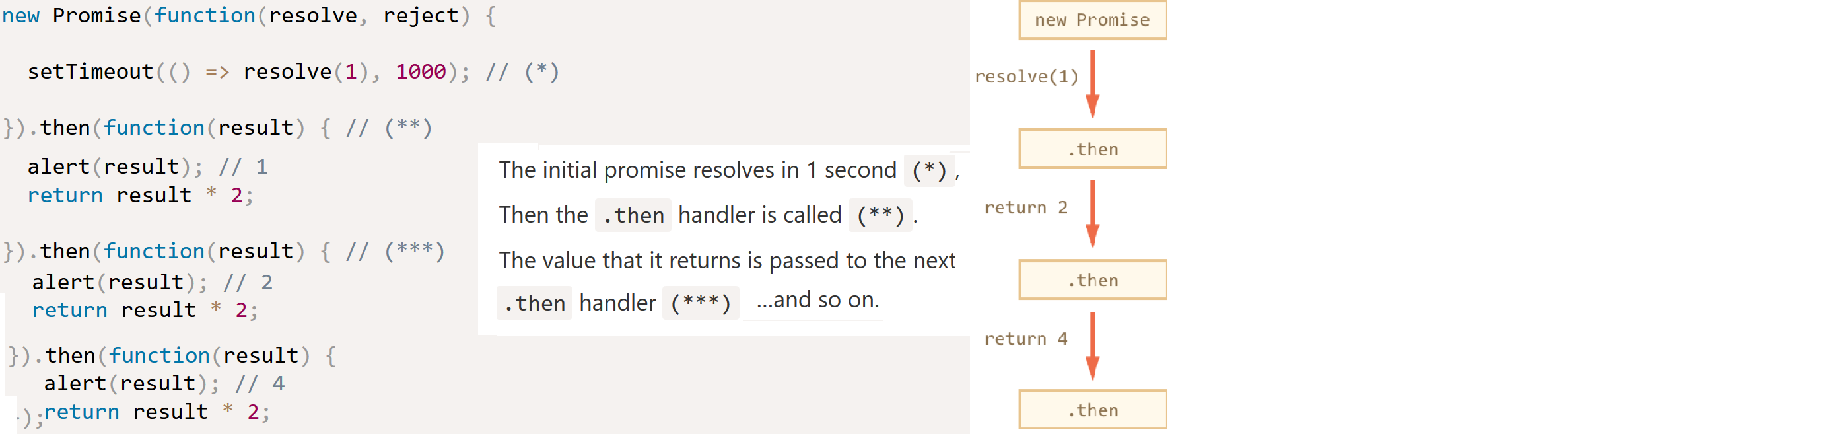 new Promise(function(resolve, reject) {
setTimeout(() => resolve(1), 1000); // (*)
}).then(function(result) { // (**)
alert(result); // 1
return result * 2;
}).then(function(result) { // (***)
alert(result); // 2
return result * 2;
}).then(function(result) {
alert(result); // 4
return result * 2;
);
The initial promise resolves in 1 second (*),
Then the .then handler is called (**).
The value that it returns is passed to the next
.then handler (***) ...and so on.
new Promise
resolve(1)
.then
return 2
.then
return 4
.then